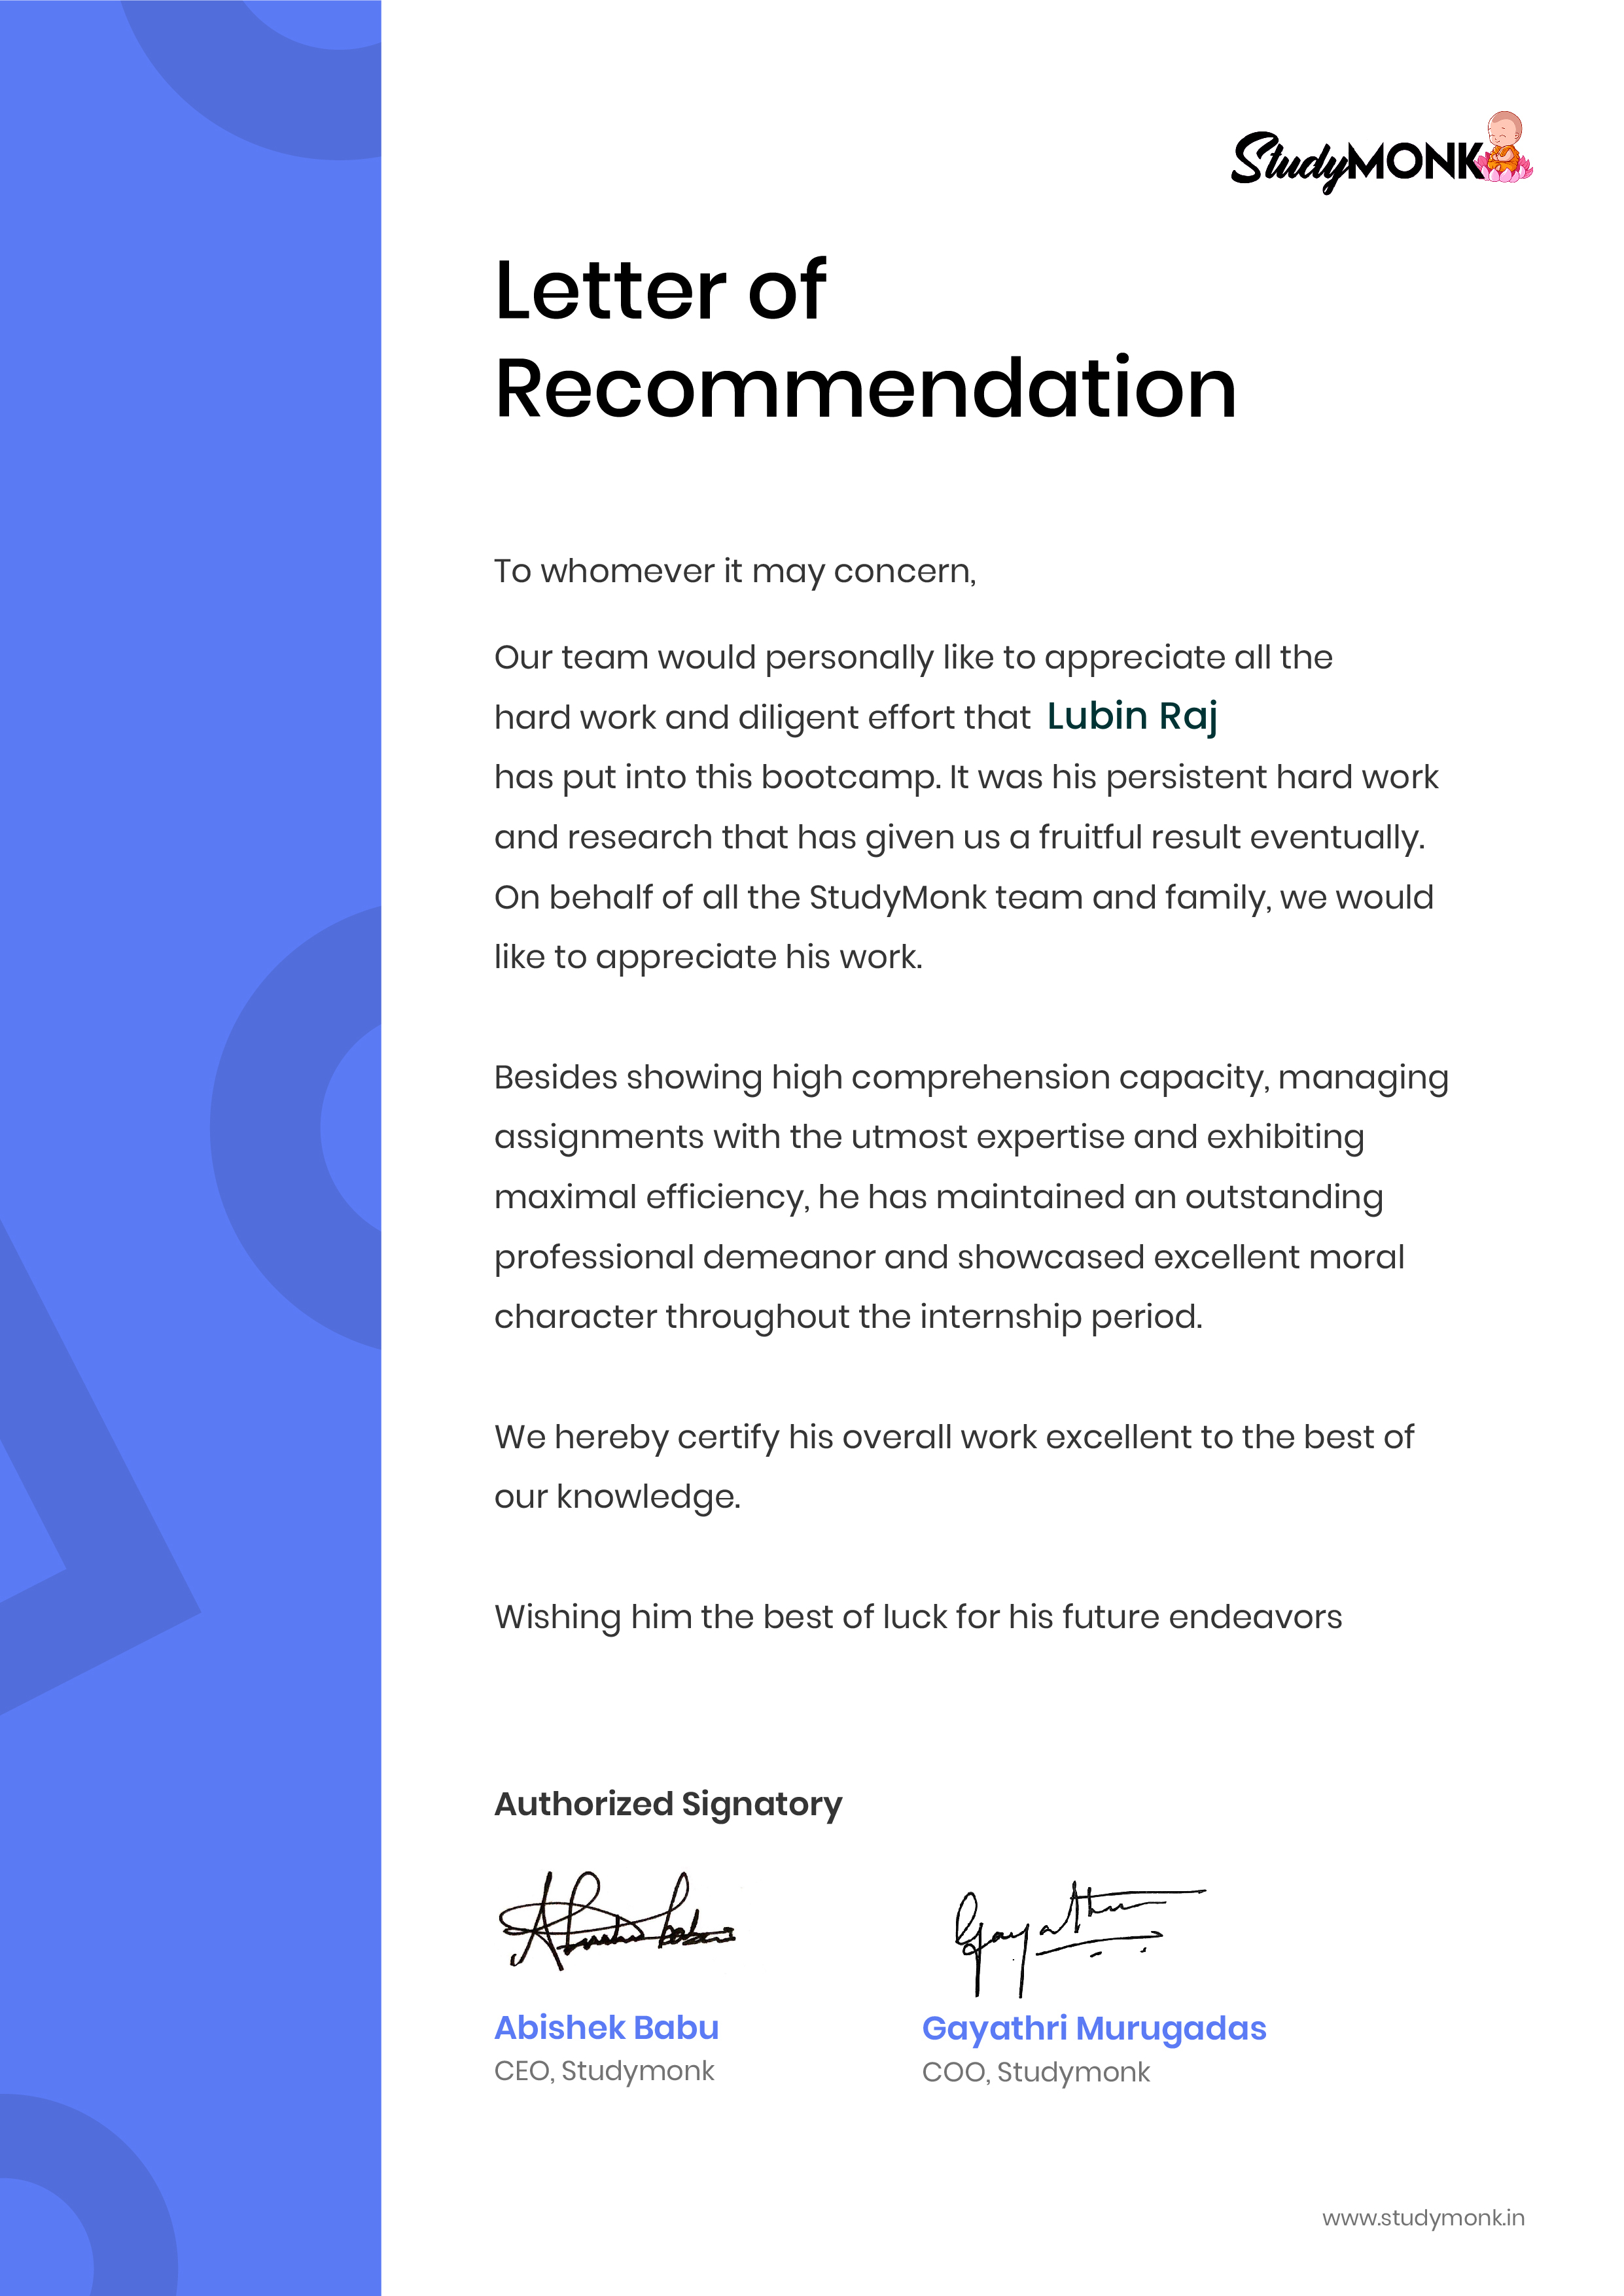 StudyMONK
Letter of
Recommendation
To whomever it may concern,
Our team would personally like to appreciate all the
hard work and diligent effort that Lubin Raj
has put into this bootcamp. It was his persistent hard work
and research that has given us a fruitful result eventually.
On behalf of all the StudyMonk team and family, we would
like to appreciate his work.
Besides showing high comprehension capacity, managing
assignments with the utmost expertise and exhibiting
maximal efficiency, he has maintained an outstanding
professional demeanor and showcased excellent moral
character throughout the internship period.
We hereby certify his overall work excellent to the best of
our knowledge.
Wishing him the best of luck for his future endeavors
Authorized Signatory
Gayathri
Abishek Babu
Gayathri Murugadas
CEO, Studymonk
COO, Studymonk
www.studymonk.in